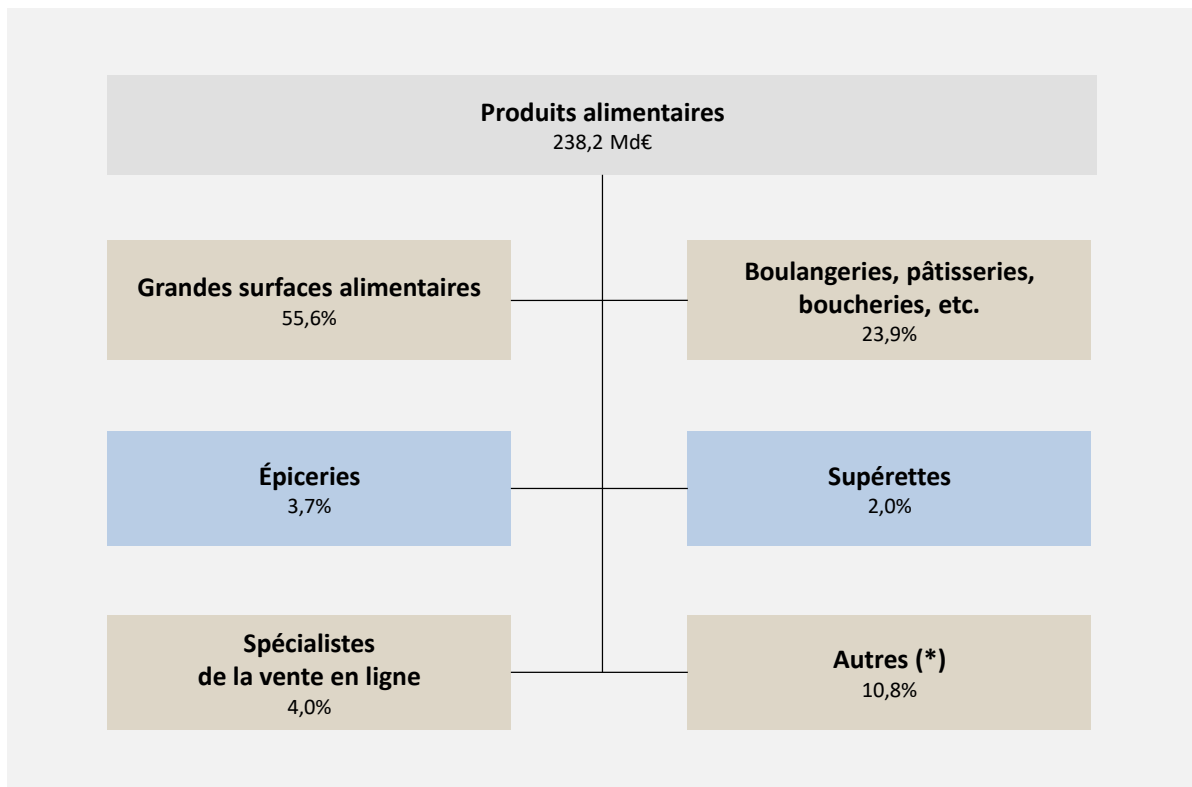 Produits alimentaires
238,2 Md€
Grandes surfaces alimentaires
55,6%
Boulangeries, pâtisseries,
boucheries, etc.
23,9%
Épiceries
3,7%
Supérettes
2,0%
Spécialistes
de la vente en ligne
4,0%
Autres (*)
10,8%